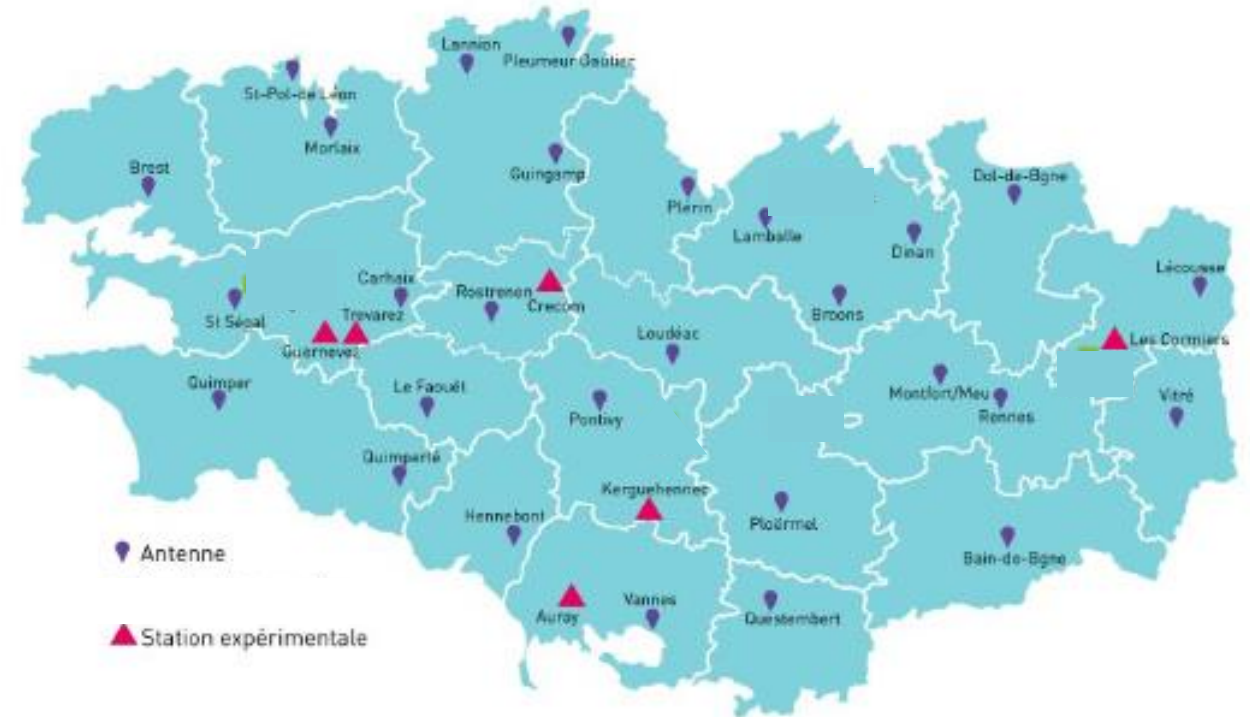 Lannion
Pleumeur Gautier
St-Pol-de Léon
Morlaix
Brest
Guingamp
Plérin
Dol-de-Bgne
Lamballe
Dinan
Lécousse
Carhaix
Rostrenen
Crecom
St Ségal
Trevarez
Broons
Guernevez
Loudéac
Les Cormiers
Quimper
Le Faouët
Montfort/Meu
Vitré
Pontivy
Rennes
Quimperlé
Kerguehennec
Hennebont
Ploërmel
Antenne
Bain-de-Bgne
Auray
Vannes
Questembert
Station expérimentale